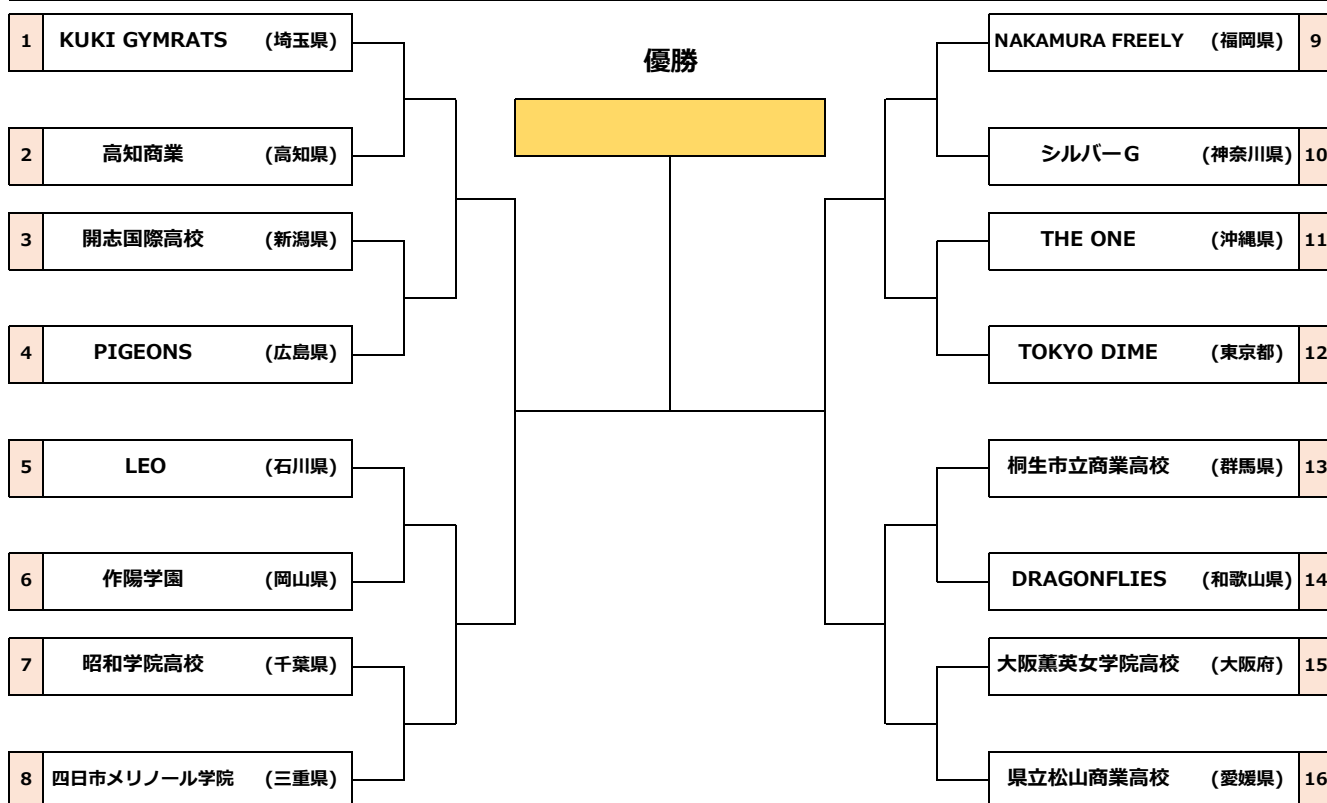 優勝
1 KUKI GYMRATS (埼玉県)
2 高知商業 (高知県)
3 開志国際高校 (新潟県)
4 PIGEONS (広島県)
5 LEO (石川県)
6 作陽学園 (岡山県)
7 昭和学院高校 (千葉県)
8 四日市メリノール学院 (三重県)
NAKAMURA FREELY (福岡県) 9
シルバーG (神奈川県) 10
THE ONE (沖縄県) 11
TOKYO DIME (東京都) 12
桐生市立商業高校 (群馬県) 13
DRAGONFLIES (和歌山県) 14
大阪薫英女学院高校 (大阪府) 15
県立松山商業高校 (愛媛県) 16